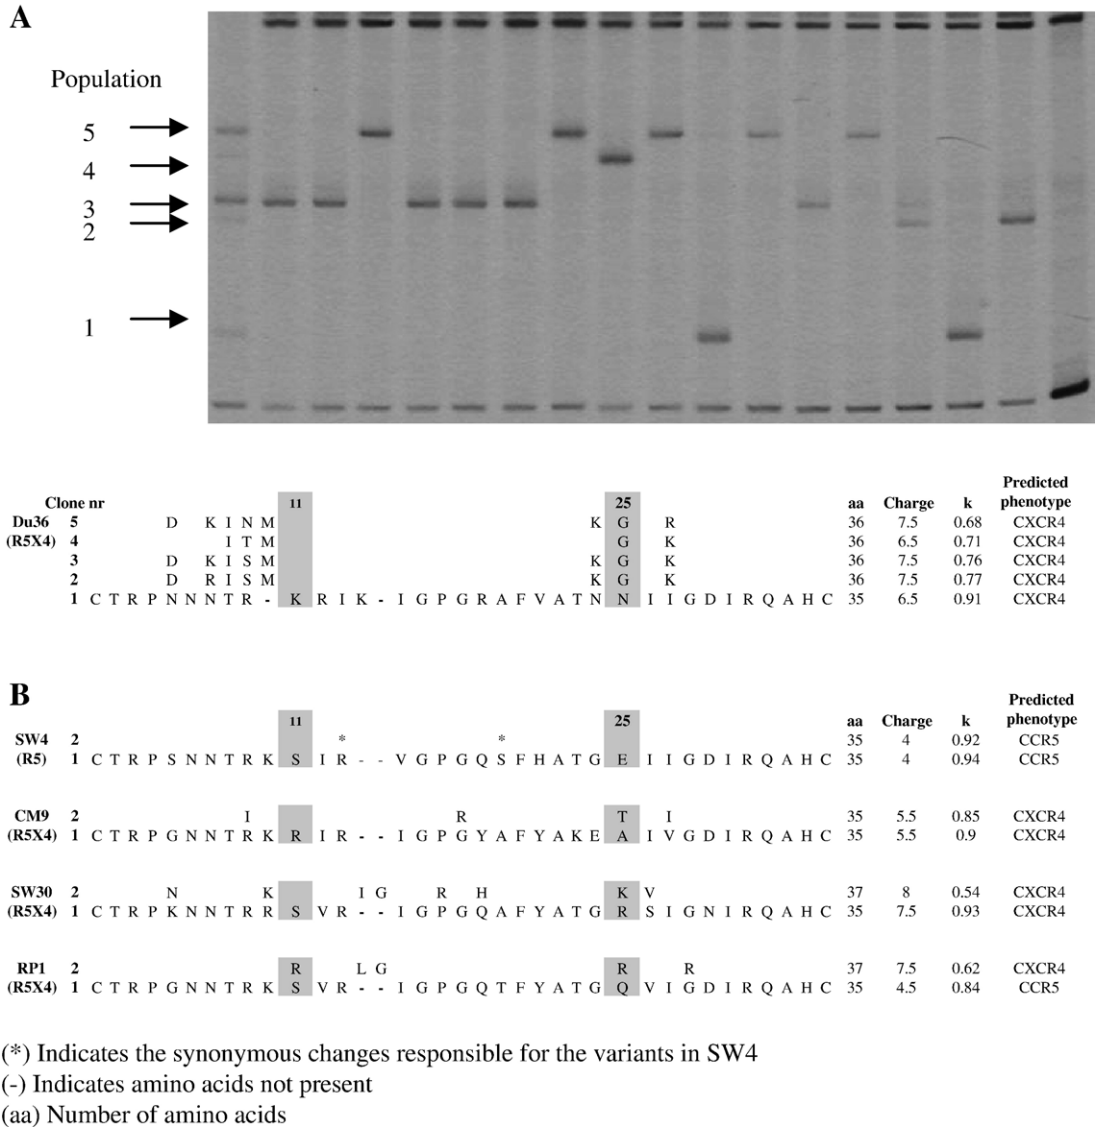 A
Population
5
4
3
2
1
Predicted
Clone nr 11 25 aa Charge k phenotype
Du36 5 D K I N M K G R 36 7.5 0.68 CXCR4
(R5X4) 4 I T M G K 36 6.5 0.71 CXCR4
3 D K I S M K G K 36 7.5 0.76 CXCR4
2 D R I S M K G K 36 7.5 0.77 CXCR4
1 C T R P N N N T R - K R I K - I G P G R A F V A T N N I I G D I R Q A H C 35 6.5 0.91 CXCR4
B
Predicted
11 25 aa Charge k phenotype
SW4 2 * * 35 4 0.92 CCR5
(R5) 1 C T R P S N N T R K S I R - - V G P G Q S F H A T G E I I G D I R Q A H C 35 4 0.94 CCR5
CM9 2 I R T I 35 5.5 0.85 CXCR4
(R5X4) 1 C T R P G N N T R K R I R - - I G P G Y A F Y A K E A I V G D I R Q A H C 35 5.5 0.9 CXCR4
SW30 2 N K I G R H K V 37 8 0.54 CXCR4
(R5X4) 1 C T R P K N N T R R S V R - - I G P G Q A F Y A T G R S I G N I R Q A H C 35 7.5 0.93 CXCR4
RP1 2 R L G R R 37 7.5 0.62 CXCR4
(R5X4) 1 C T R P G N N T R K S V R - - I G P G Q T F Y A T G Q V I G D I R Q A H C 35 4.5 0.84 CCR5
(*) Indicates the synonymous changes responsible for the variants in SW4
(-) Indicates amino acids not present
(aa) Number of amino acids